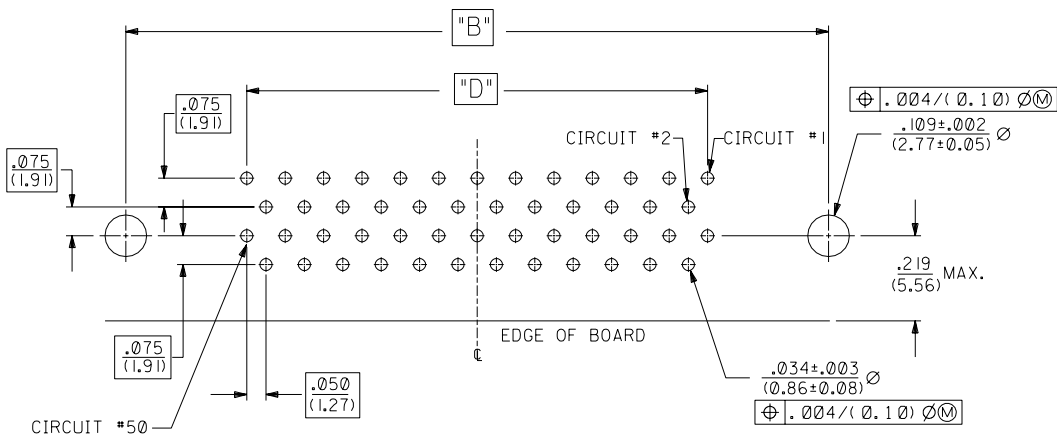 "B"
"D"
.075
(1.91)
⌖ .004/(0.10) Ø Ⓜ
.109±.002 Ø
(2.77±0.05)
CIRCUIT #2
CIRCUIT #1
.075
(1.91)
.219 MAX.
(5.56)
EDGE OF BOARD
℄
.075
(1.91)
.050
(1.27)
.034±.003 Ø
(0.86±0.08)
⌖ .004/(0.10) Ø Ⓜ
CIRCUIT #50